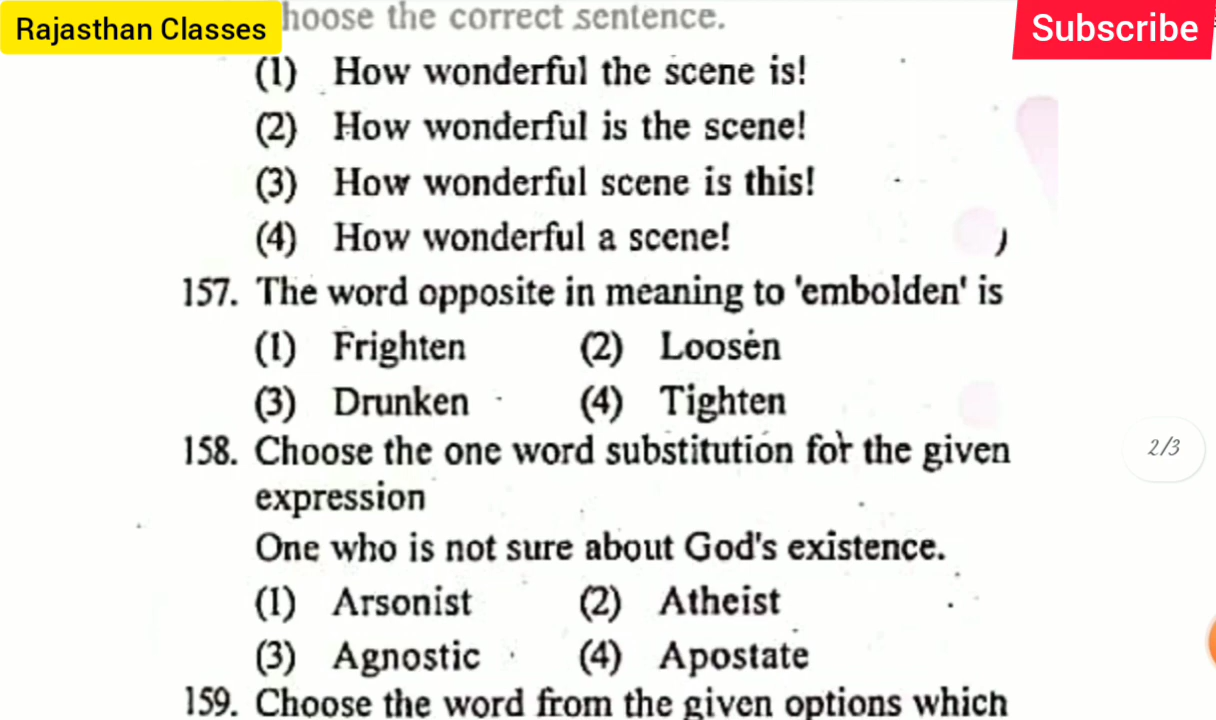 Rajasthan Classes
hoose the correct sentence.
Subscribe
(1) How wonderful the scene is!
(2) How wonderful is the scene!
(3) How wonderful scene is this!
(4) How wonderful a scene!
157. The word opposite in meaning to 'embolden' is
(1) Frighten (2) Loosen
(3) Drunken (4) Tighten
158. Choose the one word substitution for the given
expression
One who is not sure about God's existence.
(1) Arsonist (2) Atheist
(3) Agnostic (4) Apostate
2/3
159. Choose the word from the given options which